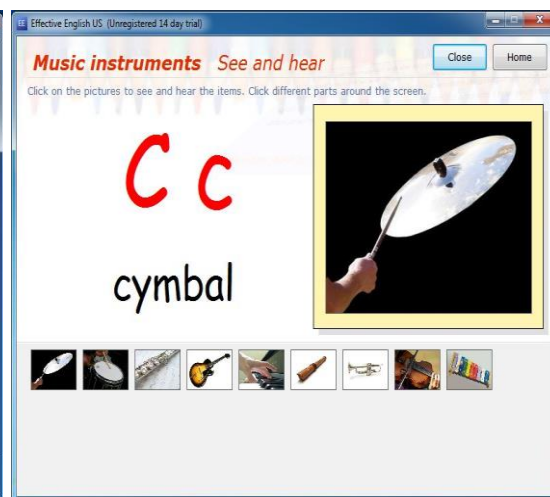 Effective English US (Unregistered 14 day trial)
Music instruments See and hear
Close
Home
Click on the pictures to see and hear the items. Click different parts around the screen.
C c
cymbal